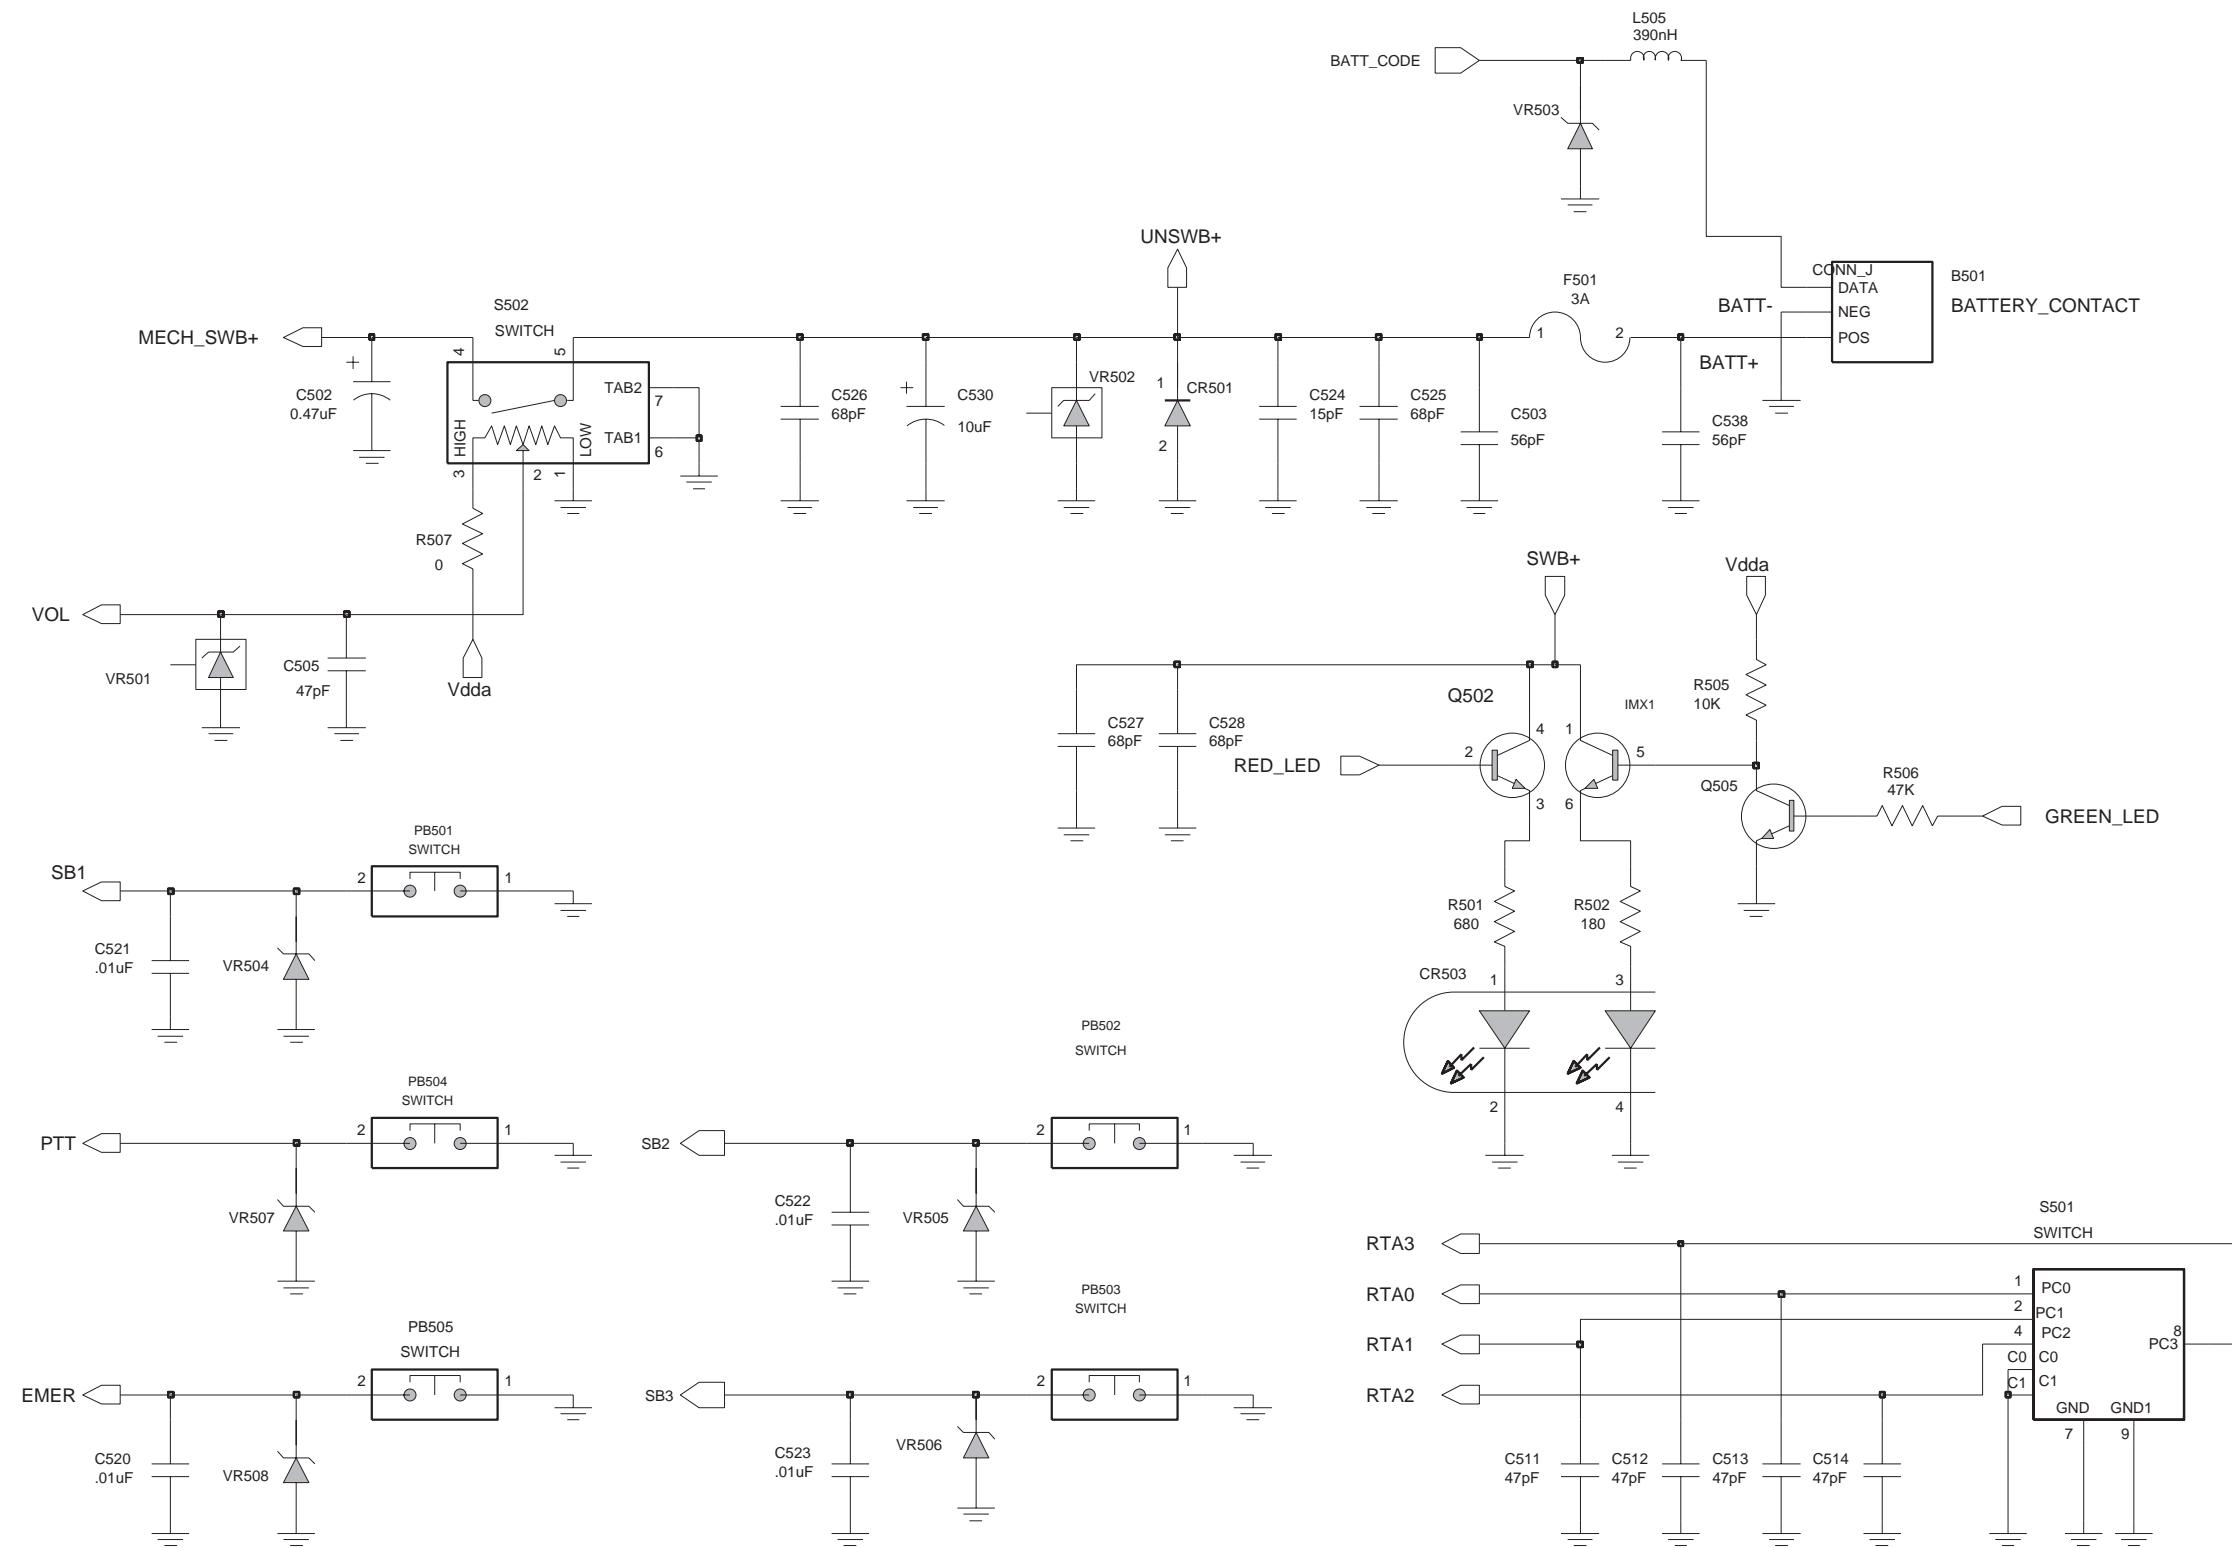 L505
390nH
BATT_CODE
VR503
UNSWB+
CONN_J
DATA
NEG
POS
B501
BATTERY_CONTACT
F501
3A
BATT-
BATT+
1
2
S502
SWITCH
MECH_SWB+
4
5
C502
0.47uF
+
TAB2
7
TAB1
6
HIGH
LOW
3
2
1
C526
68pF
+
C530
10uF
VR502
1
CR501
2
C524
15pF
C525
68pF
C503
56pF
C538
56pF
R507
0
VOL
VR501
C505
47pF
Vdda
SWB+
Vdda
Q502
IMX1
R505
10K
C527
68pF
C528
68pF
4
1
2
5
3
6
RED_LED
Q505
R506
47K
GREEN_LED
R501
680
R502
180
CR503
1
3
2
4
PB501
SWITCH
SB1
2
1
C521
.01uF
VR504
PB504
SWITCH
PTT
2
1
VR507
PB502
SWITCH
SB2
2
1
C522
.01uF
VR505
PB505
SWITCH
EMER
2
1
C520
.01uF
VR508
PB503
SWITCH
SB3
2
1
C523
.01uF
VR506
S501
SWITCH
RTA3
RTA0
RTA1
RTA2
1
PC0
2
PC1
4
PC2
C0
C0
C1
C1
8
PC3
GND
GND1
7
9
C511
47pF
C512
47pF
C513
47pF
C514
47pF